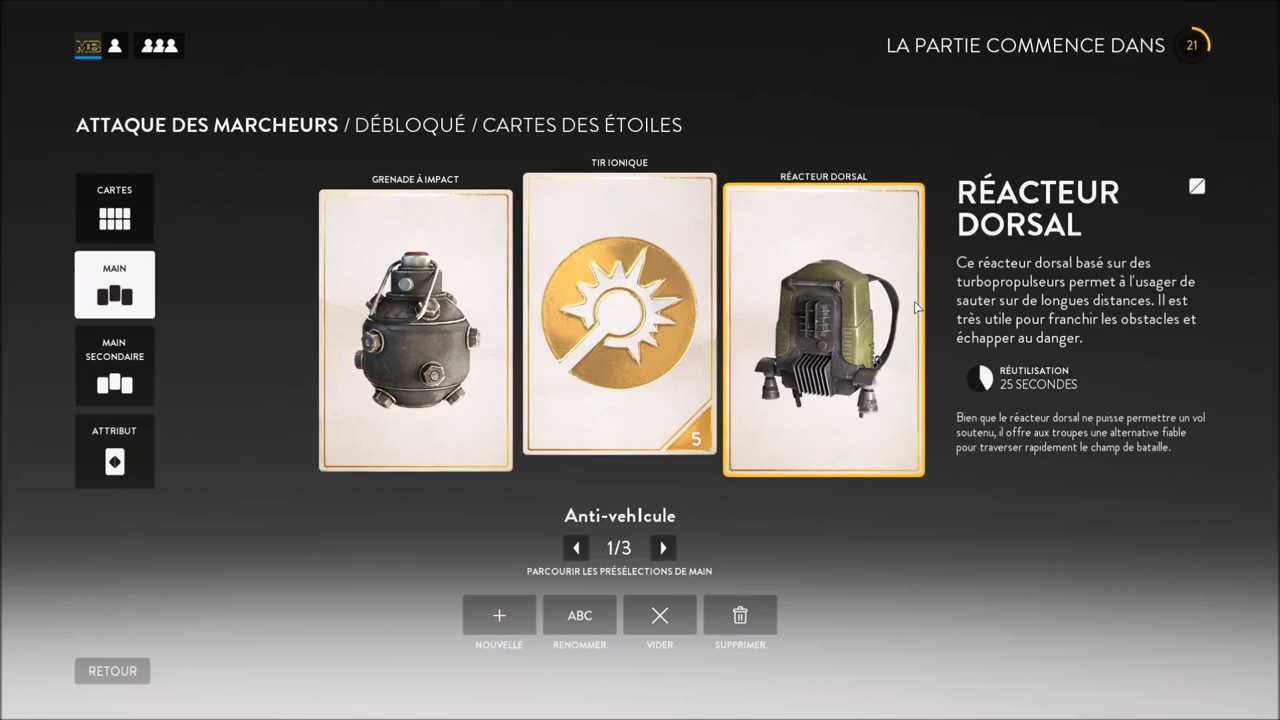 MB
LA PARTIE COMMENCE DANS 21
ATTAQUE DES MARCHEURS / DÉBLOQUÉ / CARTES DES ÉTOILES
CARTES
MAIN
MAIN
SECONDAIRE
ATTRIBUT
GRENADE À IMPACT
TIR IONIQUE
5
RÉACTEUR DORSAL
RÉACTEUR
DORSAL
Ce réacteur dorsal basé sur des
turbopropulseurs permet à l'usager de
sauter sur de longues distances. Il est
très utile pour franchir les obstacles et
échapper au danger.
RÉUTILISATION
25 SECONDES
Bien que le réacteur dorsal ne puisse permettre un vol
soutenu, il offre aux troupes une alternative fiable
pour traverser rapidement le champ de bataille.
Anti-vehIcule
1/3
PARCOURIR LES PRÉSÉLECTIONS DE MAIN
ABC
NOUVELLE
RENOMMER
VIDER
SUPPRIMER
RETOUR